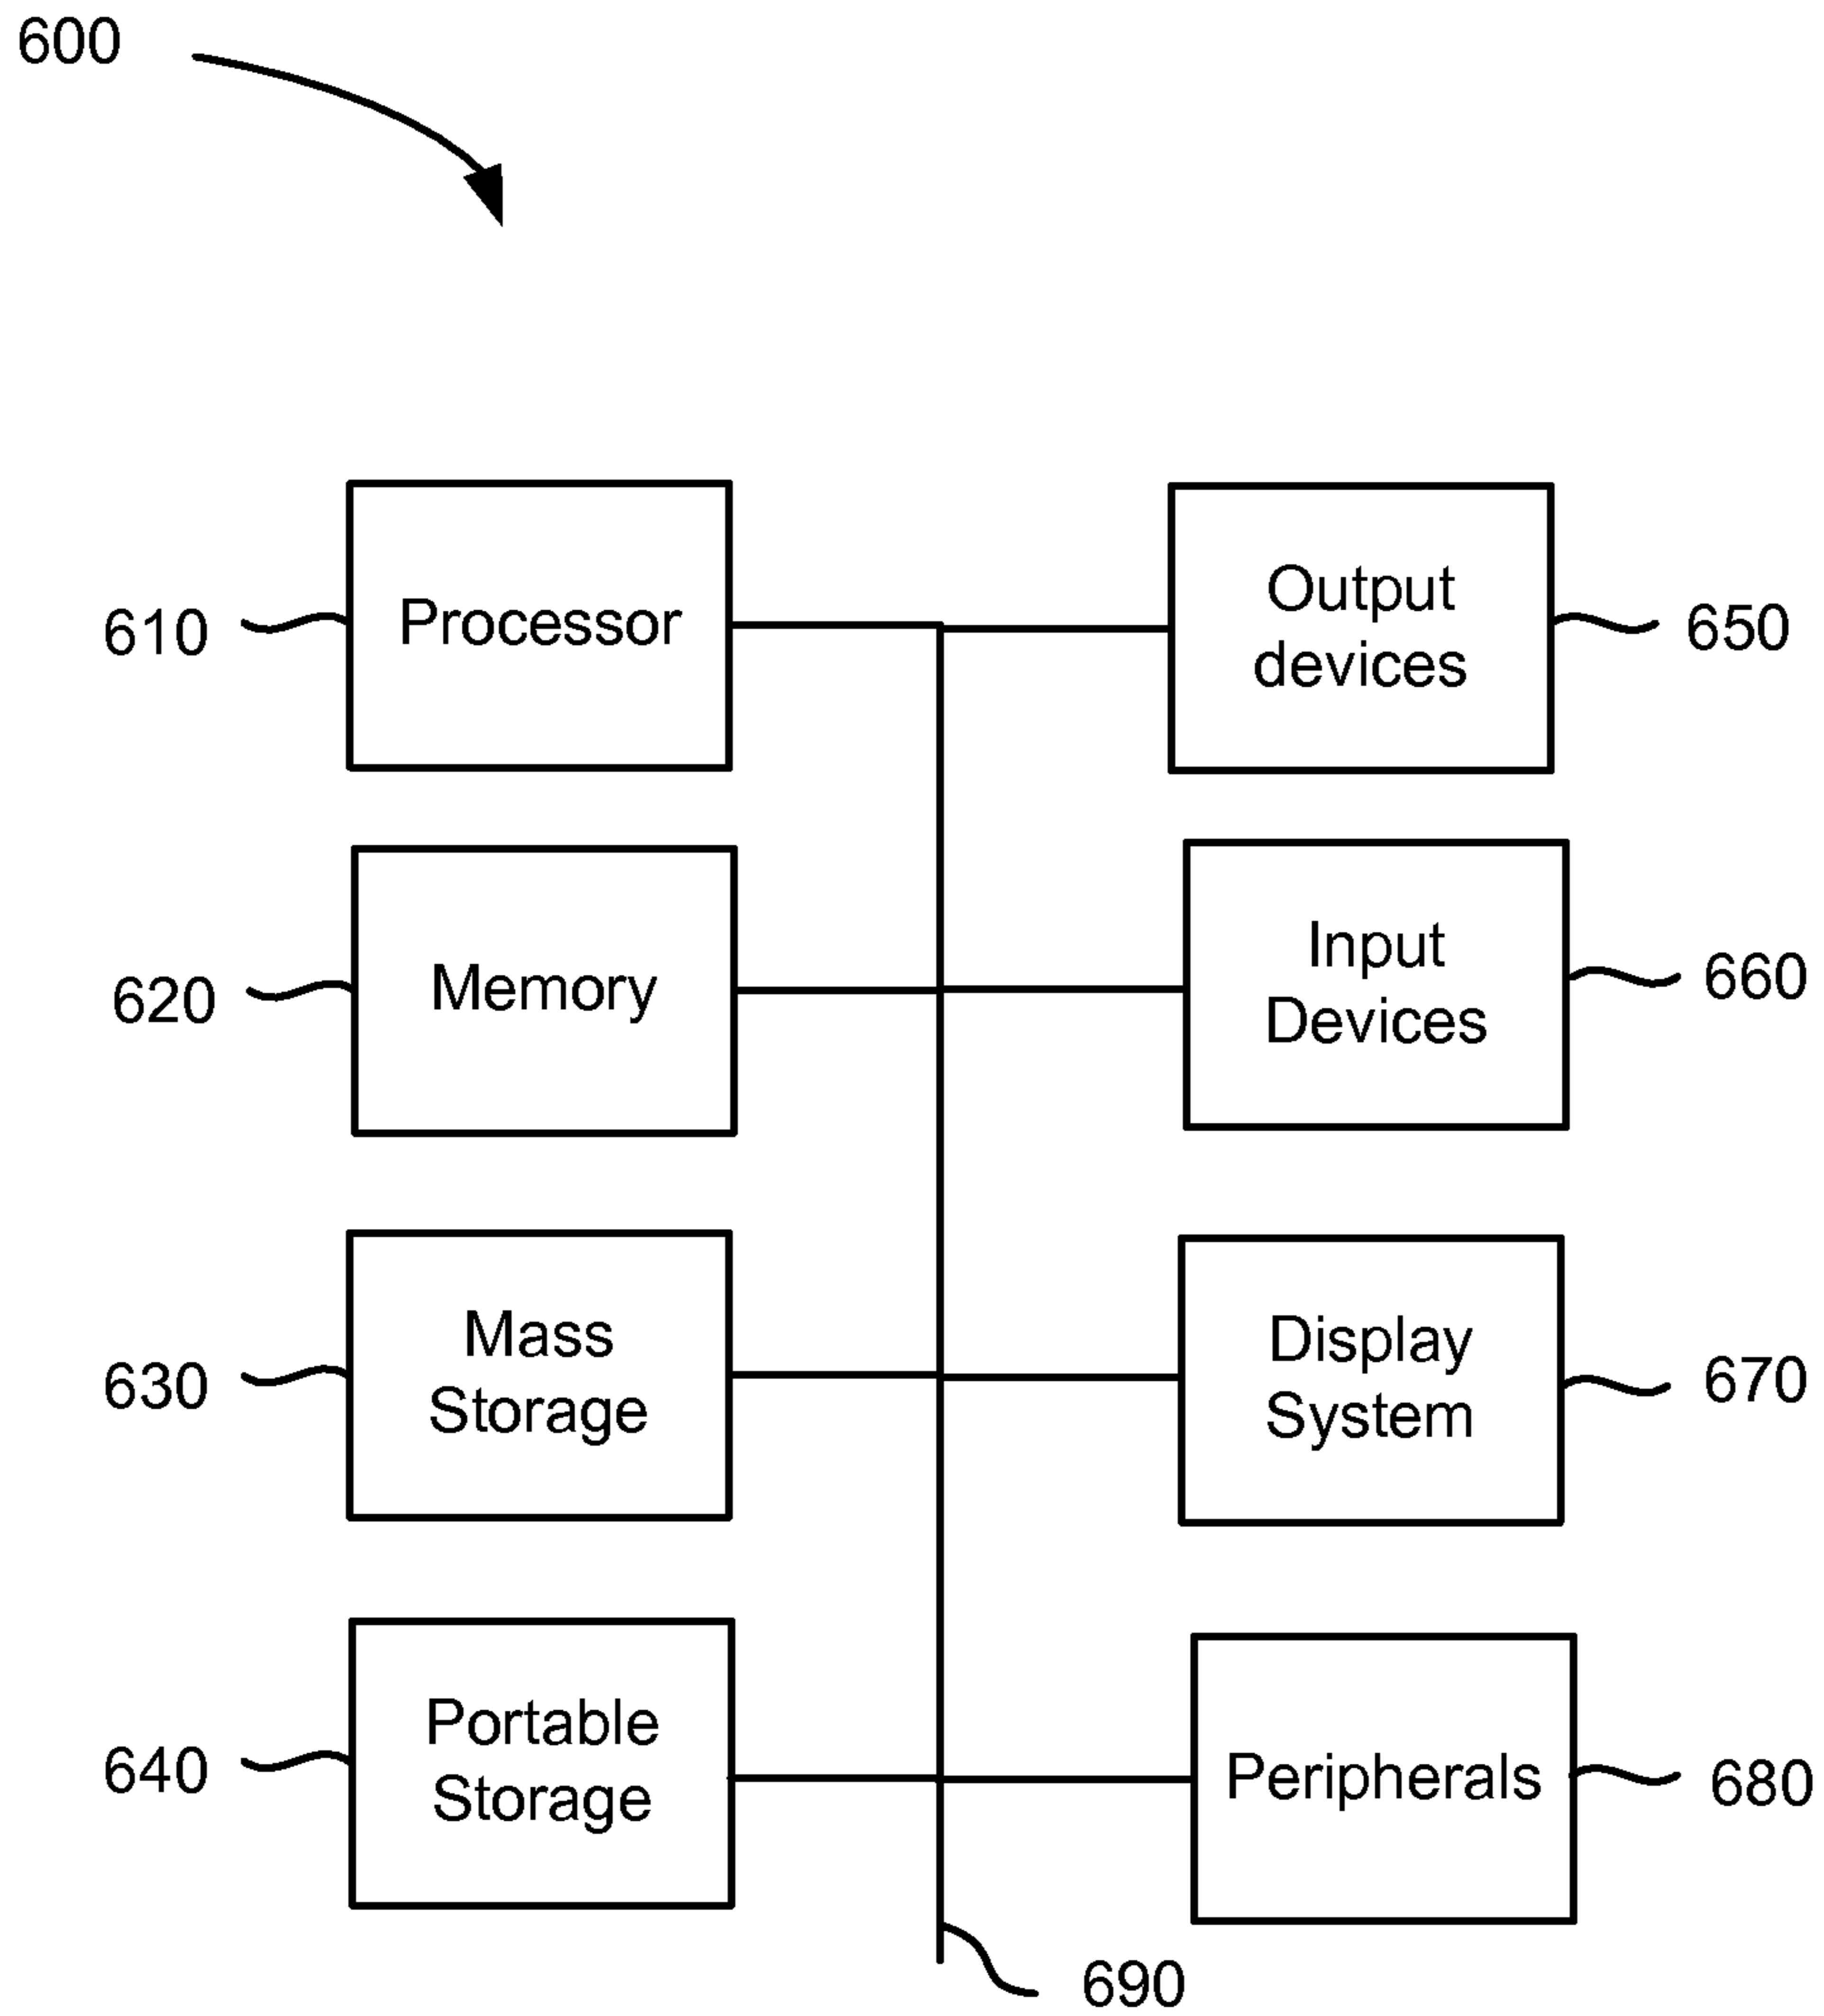 600
610
Processor
Output
devices
650
620
Memory
Input
Devices
660
630
Mass
Storage
Display
System
670
640
Portable
Storage
Peripherals
680
690